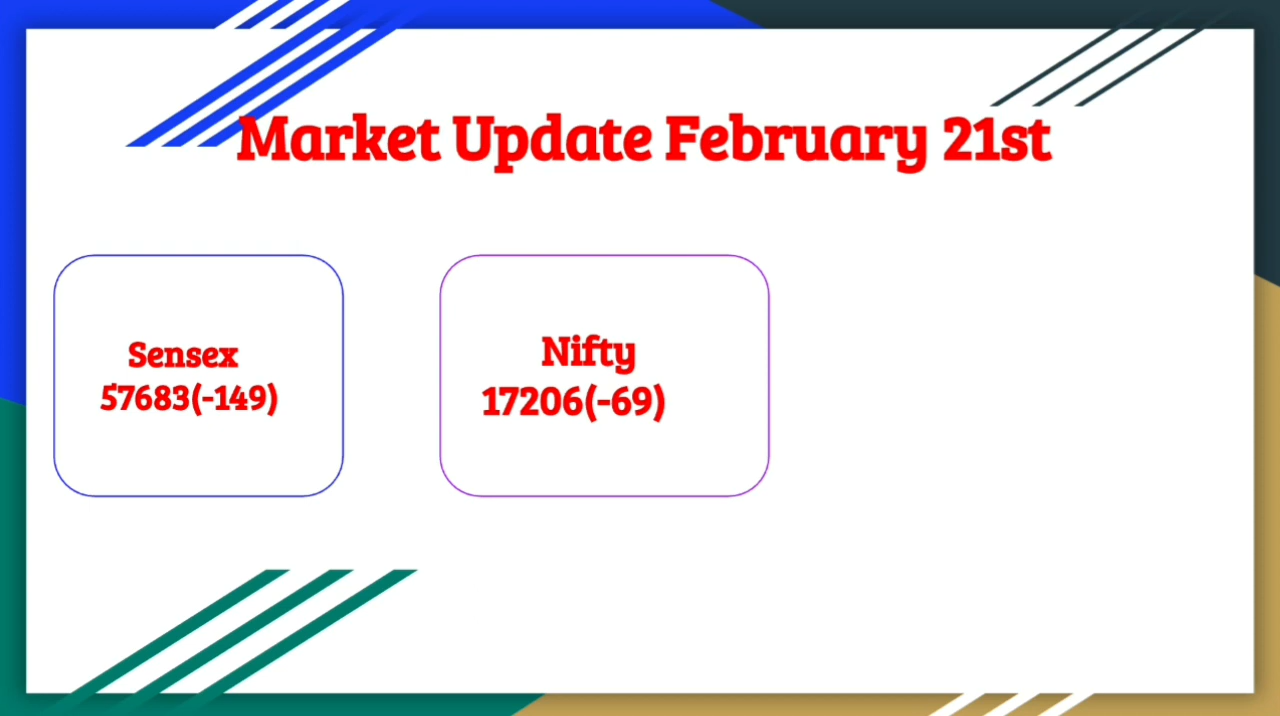 Market Update February 21st
Sensex
57683(-149)
Nifty
17206(-69)